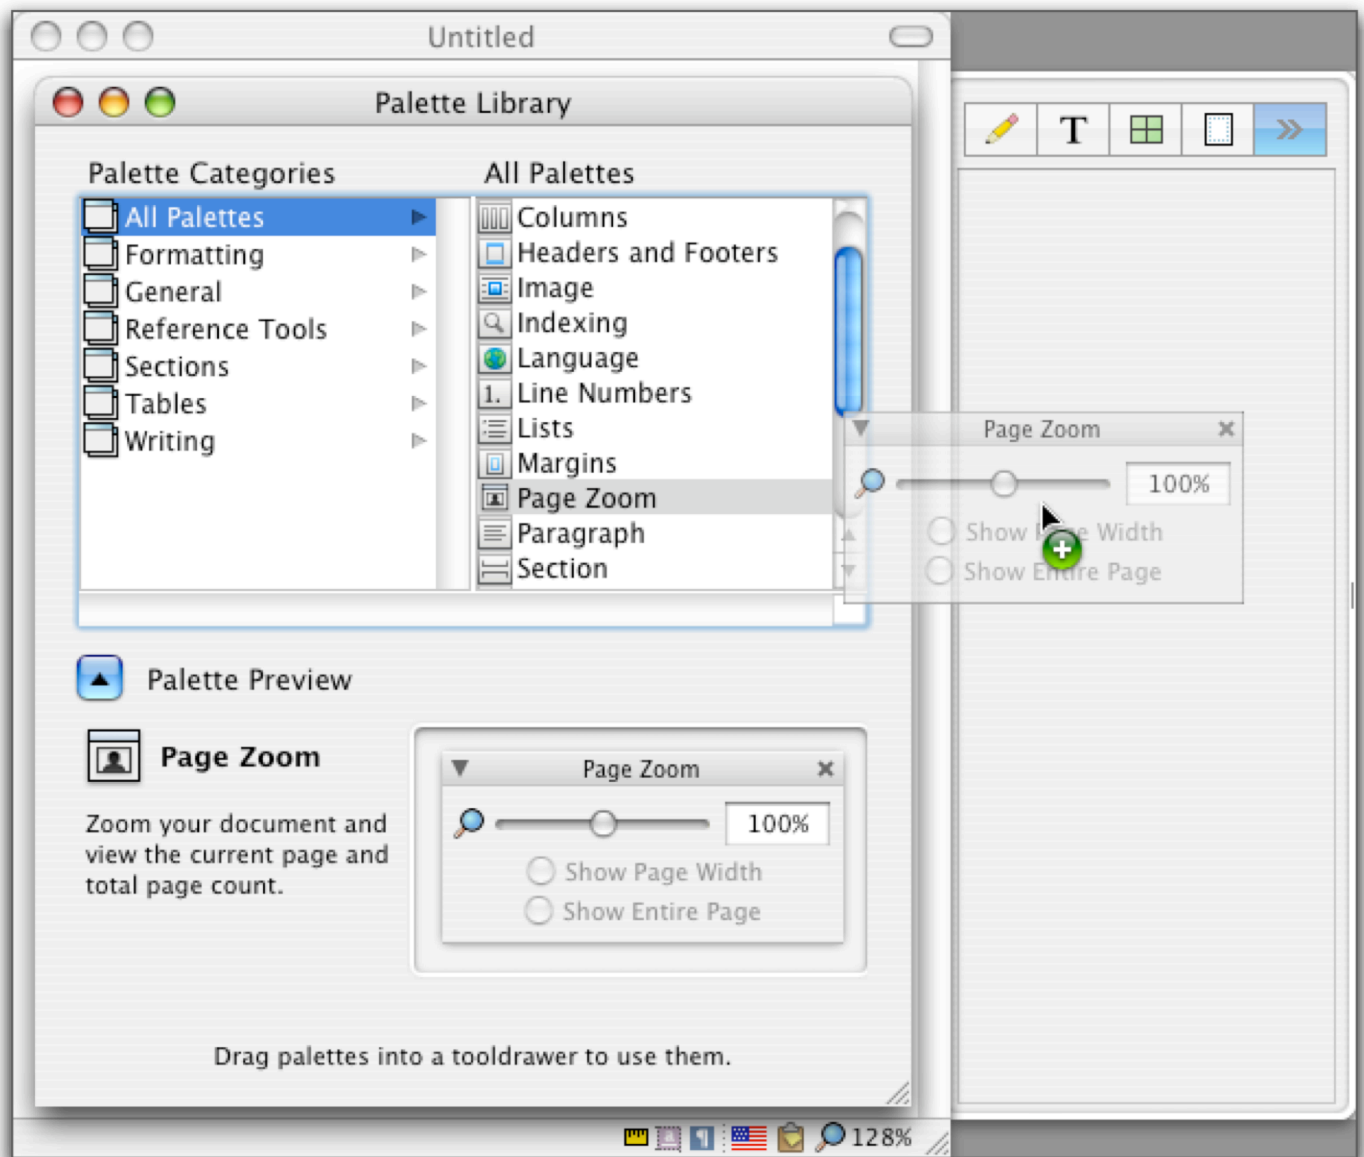 Untitled
Palette Library
T
Palette Categories
All Palettes
All Palettes
Formatting
General
Reference Tools
Sections
Tables
Writing
Columns
Headers and Footers
Image
Indexing
Language
1. Line Numbers
Lists
Margins
Page Zoom
Paragraph
Section
Page Zoom
100%
Show Page Width
Show Entire Page
Palette Preview
Page Zoom
Zoom your document and
view the current page and
total page count.
Page Zoom
100%
Show Page Width
Show Entire Page
Drag palettes into a tooldrawer to use them.
¶
128%